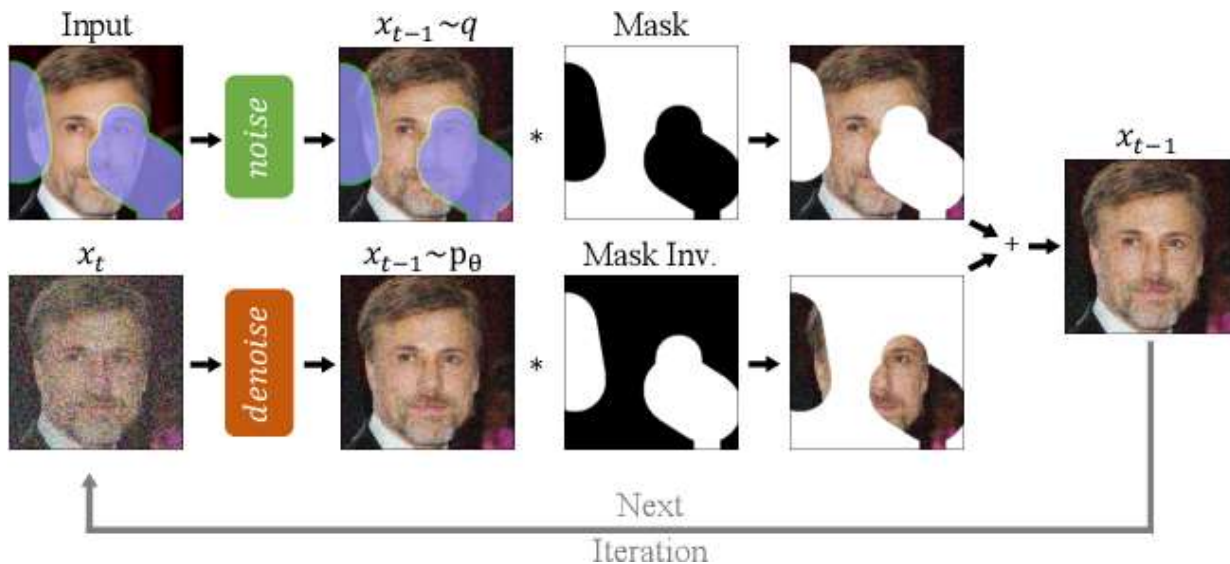 Input
x_{t−1}~q
Mask
noise
*
x_{t−1}
+
x_t
x_{t−1}~p_θ
Mask Inv.
denoise
*
Next
Iteration